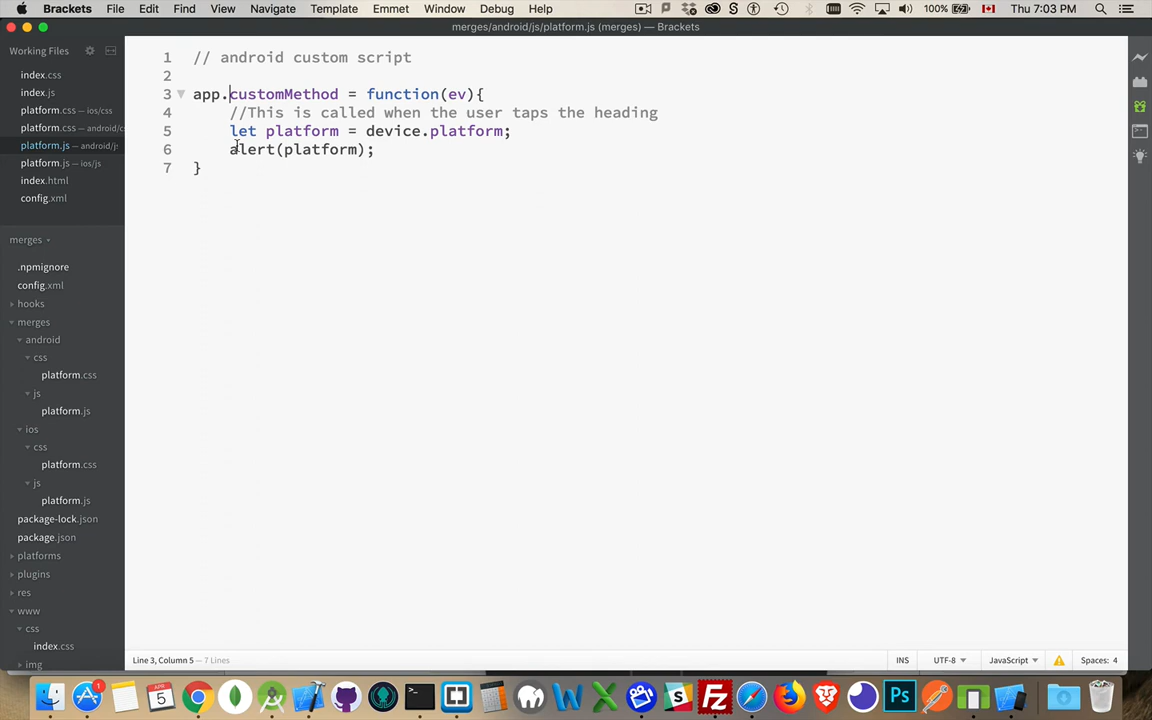 Brackets File Edit Find View Navigate Template Emmet Window Debug Help 100% Thu 7:03 PM
merges/android/js/platform.js (merges) — Brackets
Working Files
index.css
index.js
platform.css — ios/css
platform.css — android/c
platform.js — android/js
platform.js — ios/js
index.html
config.xml
merges
.npmignore
config.xml
hooks
merges
android
css
platform.css
js
platform.js
ios
css
platform.css
js
platform.js
package-lock.json
package.json
platforms
plugins
res
www
css
index.css
img
1 // android custom script
2
3 app.customMethod = function(ev){
4 //This is called when the user taps the heading
5 let platform = device.platform;
6 alert(platform);
7 }
Line 3, Column 5 — 7 Lines
INS UTF-8 JavaScript Spaces: 4